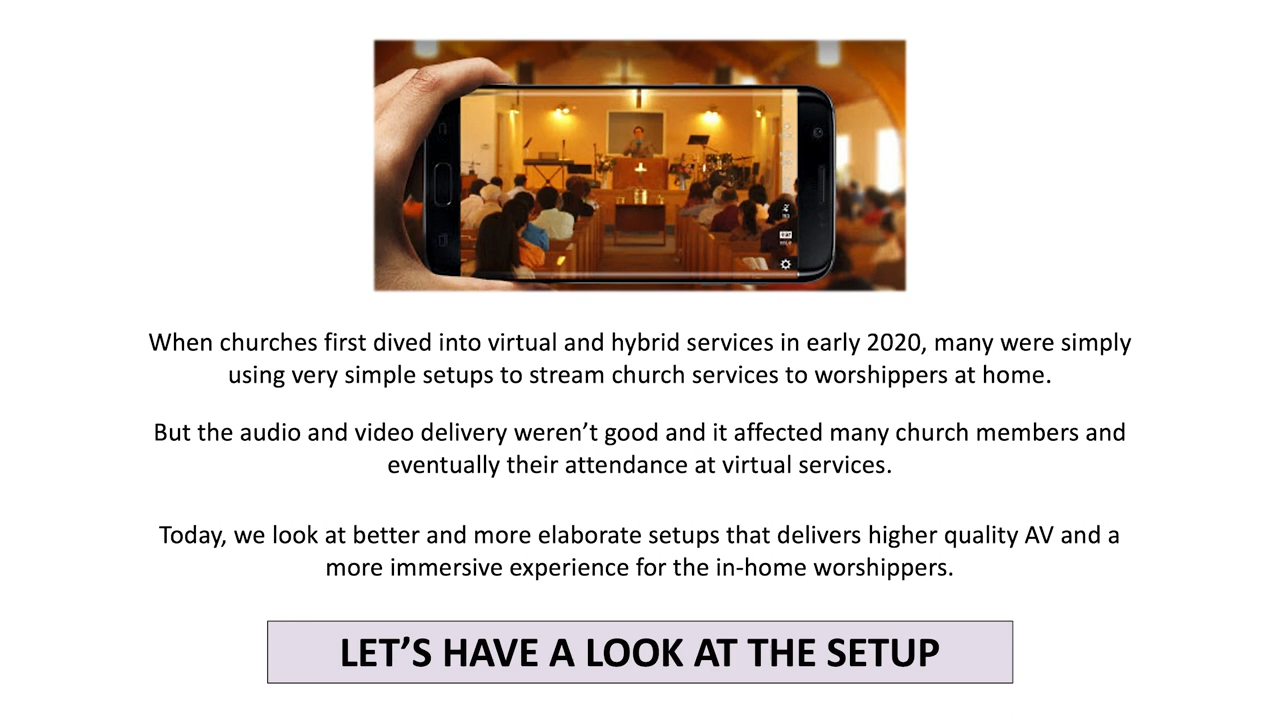 When churches first dived into virtual and hybrid services in early 2020, many were simply
using very simple setups to stream church services to worshippers at home.
But the audio and video delivery weren’t good and it affected many church members and
eventually their attendance at virtual services.
Today, we look at better and more elaborate setups that delivers higher quality AV and a
more immersive experience for the in-home worshippers.
LET’S HAVE A LOOK AT THE SETUP